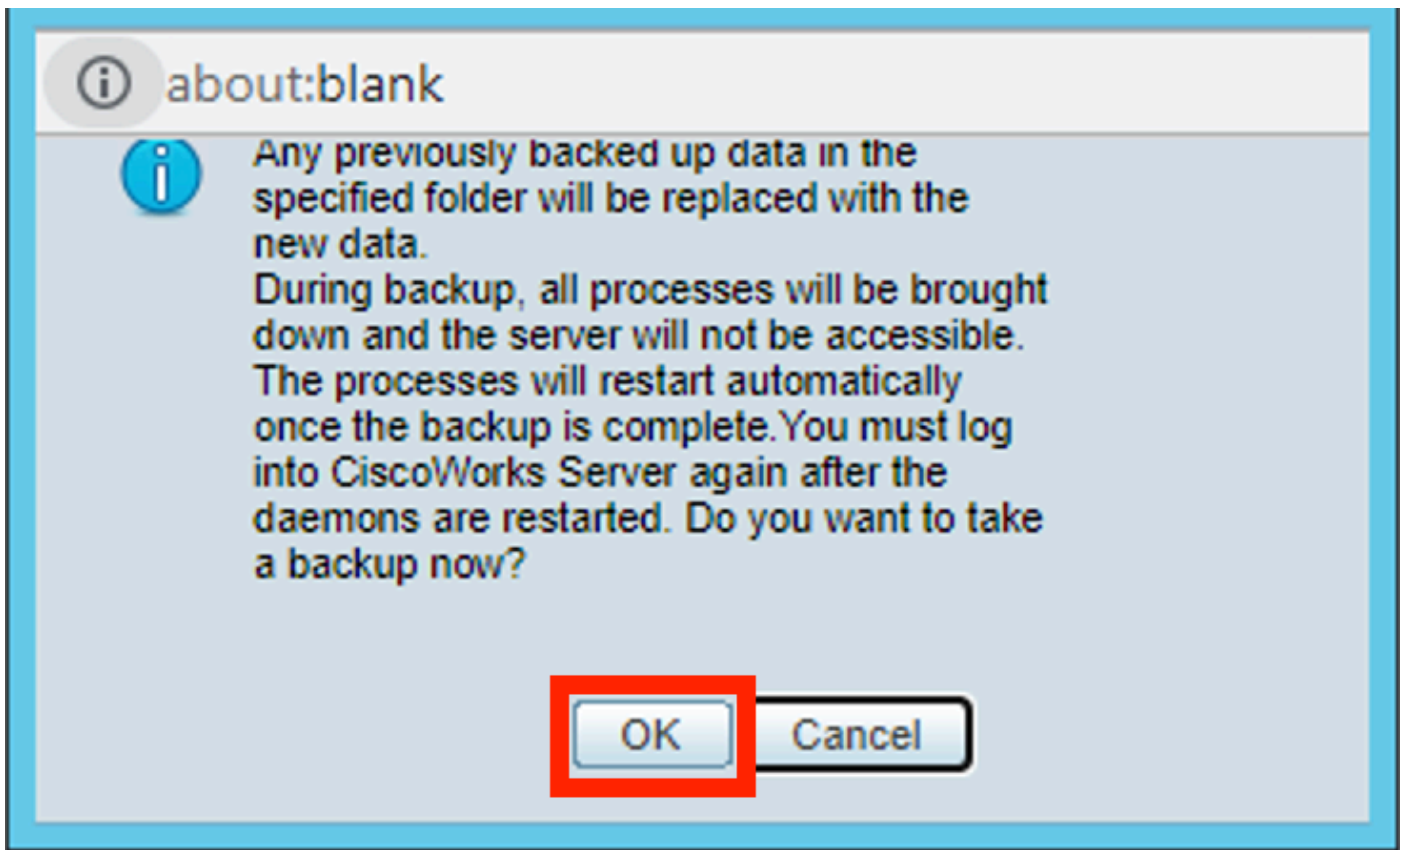 about:blank
Any previously backed up data in the
specified folder will be replaced with the
new data.
During backup, all processes will be brought
down and the server will not be accessible.
The processes will restart automatically
once the backup is complete.You must log
into CiscoWorks Server again after the
daemons are restarted. Do you want to take
a backup now?
OK Cancel